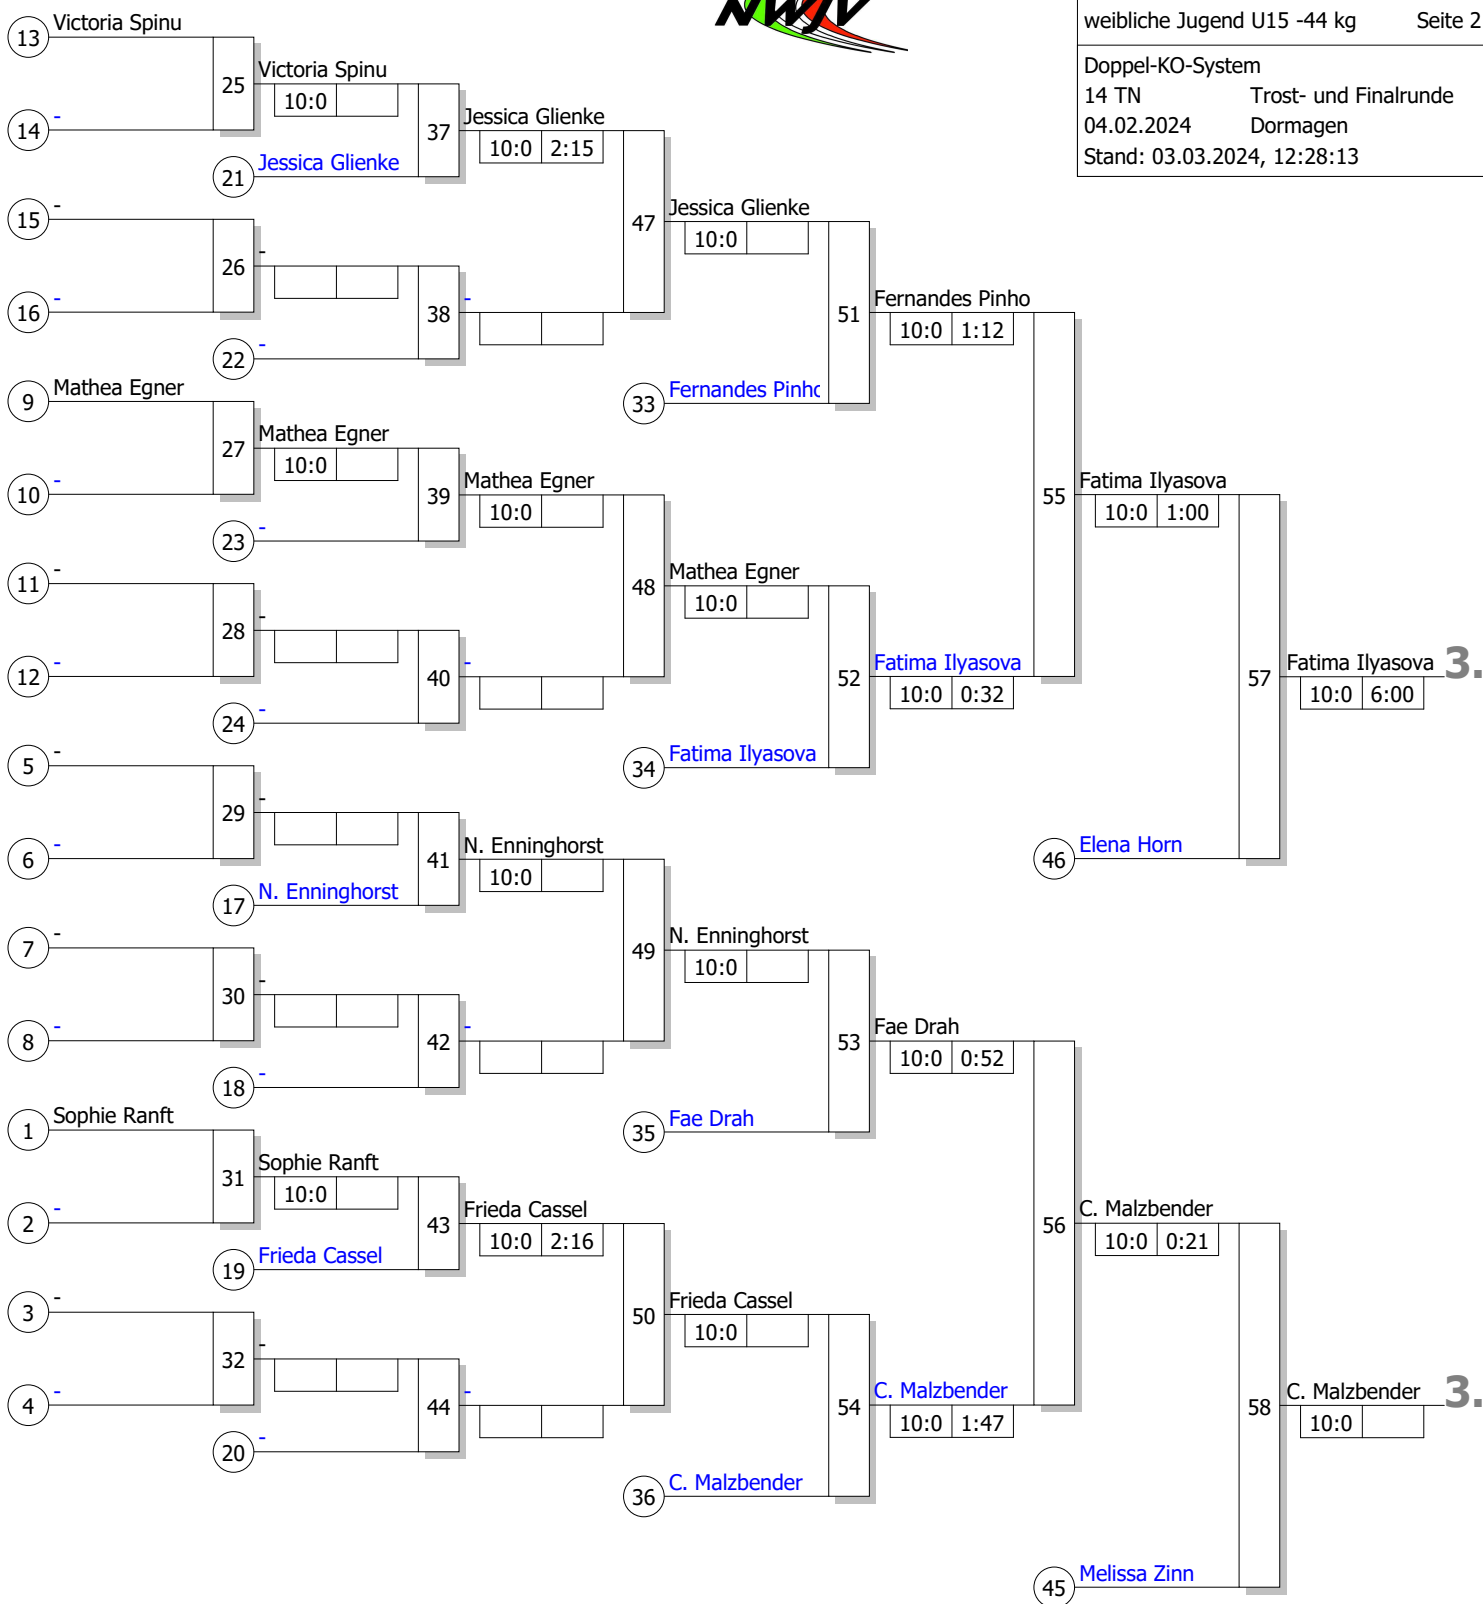 NWJV
weibliche Jugend U15 -44 kg Seite 2
Doppel-KO-System
14 TN Trost- und Finalrunde
04.02.2024 Dormagen
Stand: 03.03.2024, 12:28:13
13 Victoria Spinu
25 Victoria Spinu
10:0
14 -
37 Jessica Glienke
10:0 2:15
21 Jessica Glienke
15 -
47 Jessica Glienke
10:0
26 -
16 -
38 -
22 -
51 Fernandes Pinho
10:0 1:12
9 Mathea Egner
33 Fernandes Pinho
27 Mathea Egner
10:0
10 -
39 Mathea Egner
10:0
23 -
55 Fatima Ilyasova
10:0 1:00
11 -
48 Mathea Egner
10:0
28 -
12 -
40 -
24 -
52 Fatima Ilyasova
10:0 0:32
57 Fatima Ilyasova 3.
10:0 6:00
5 -
34 Fatima Ilyasova
29 -
6 -
41 N. Enninghorst
10:0
46 Elena Horn
17 N. Enninghorst
7 -
49 N. Enninghorst
10:0
30 -
8 -
42 -
18 -
53 Fae Drah
10:0 0:52
1 Sophie Ranft
35 Fae Drah
31 Sophie Ranft
10:0
2 -
43 Frieda Cassel
10:0 2:16
19 Frieda Cassel
56 C. Malzbender
10:0 0:21
3 -
50 Frieda Cassel
10:0
32 -
4 -
44 -
20 -
54 C. Malzbender
10:0 1:47
58 C. Malzbender 3.
10:0
36 C. Malzbender
45 Melissa Zinn